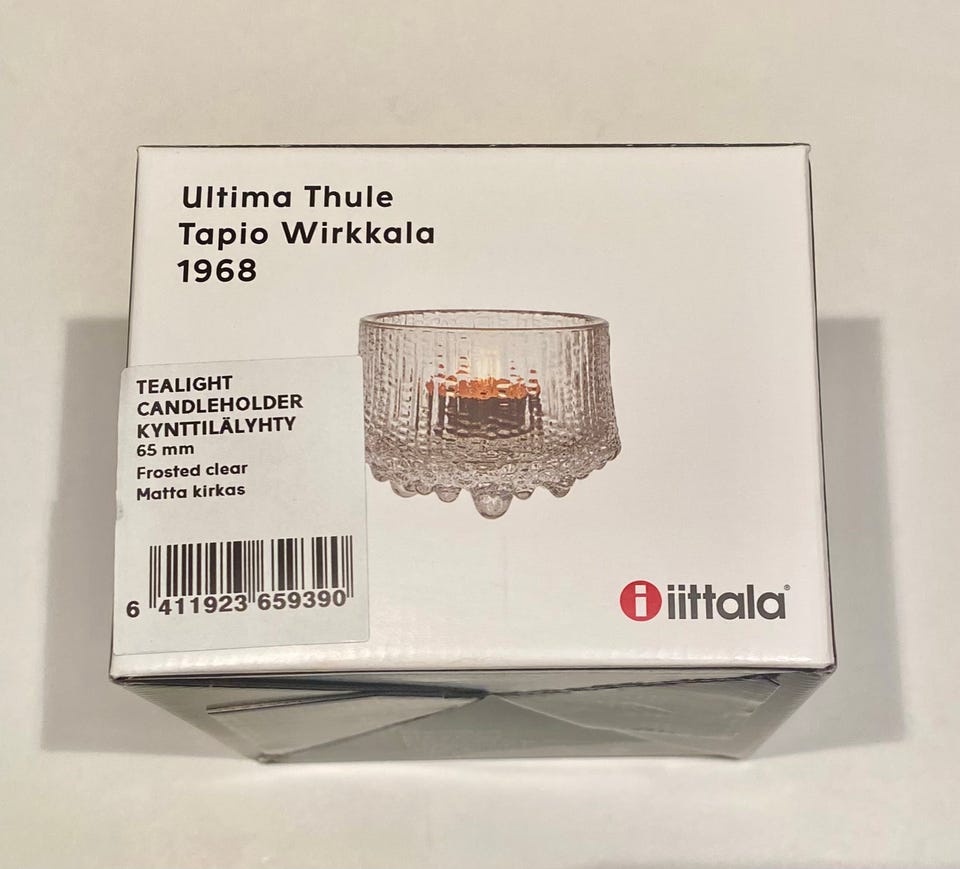 Ultima Thule
Tapio Wirkkala
1968
TEALIGHT
CANDLEHOLDER
KYNTTILÄLYHTY
65 mm
Frosted clear
Matta kirkas
6 411923 659390
i iittala®